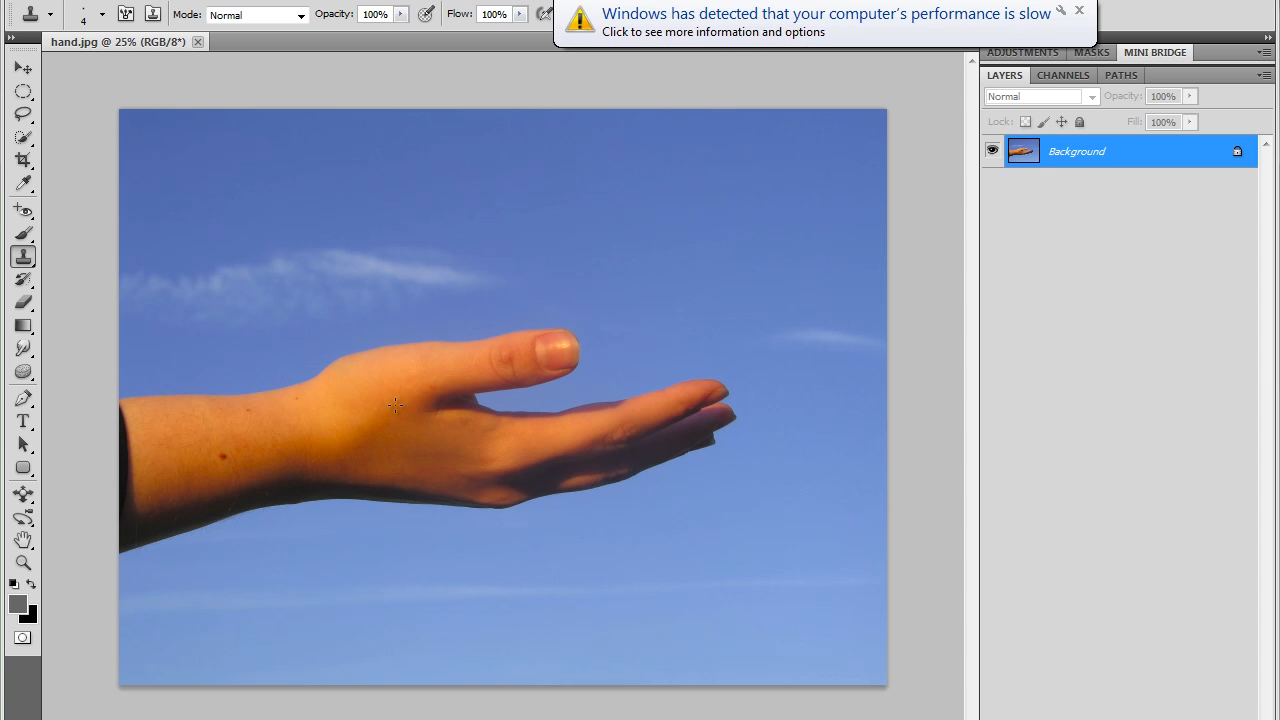 4
Mode:
Normal
Opacity:
100%
Flow:
100%
Windows has detected that your computer's performance is slow
Click to see more information and options
hand.jpg @ 25% (RGB/8*)
ADJUSTMENTS
MASKS
MINI BRIDGE
LAYERS
CHANNELS
PATHS
Normal
Opacity:
100%
Lock:
Fill:
100%
Background
T